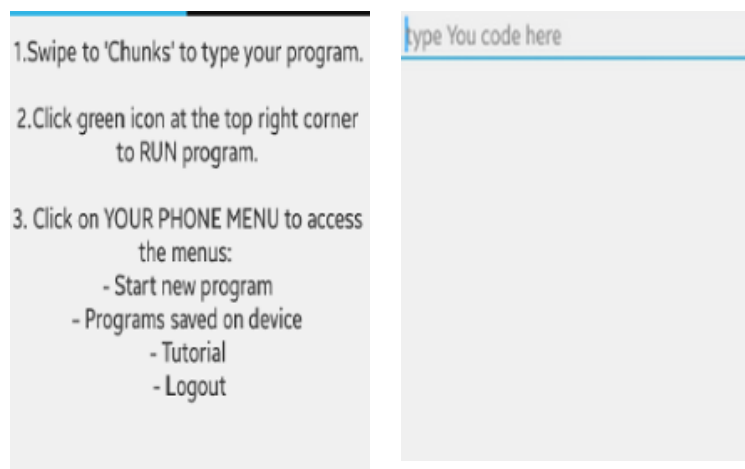 1.Swipe to 'Chunks' to type your program.
2.Click green icon at the top right corner
to RUN program.
3. Click on YOUR PHONE MENU to access
the menus:
- Start new program
- Programs saved on device
- Tutorial
- Logout
type You code here